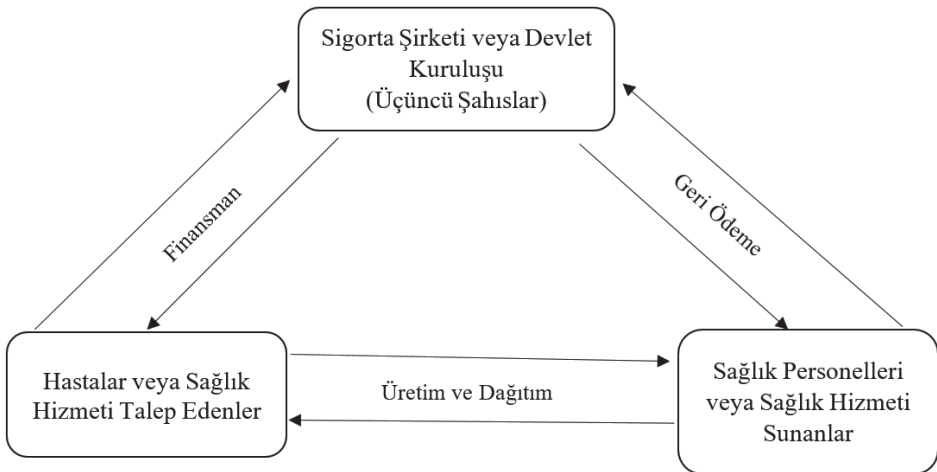 Sigorta Şirketi veya Devlet
Kuruluşu
(Üçüncü Şahıslar)
Finansman
Geri Ödeme
Hastalar veya Sağlık
Hizmeti Talep Edenler
Üretim ve Dağıtım
Sağlık Personelleri
veya Sağlık Hizmeti
Sunanlar